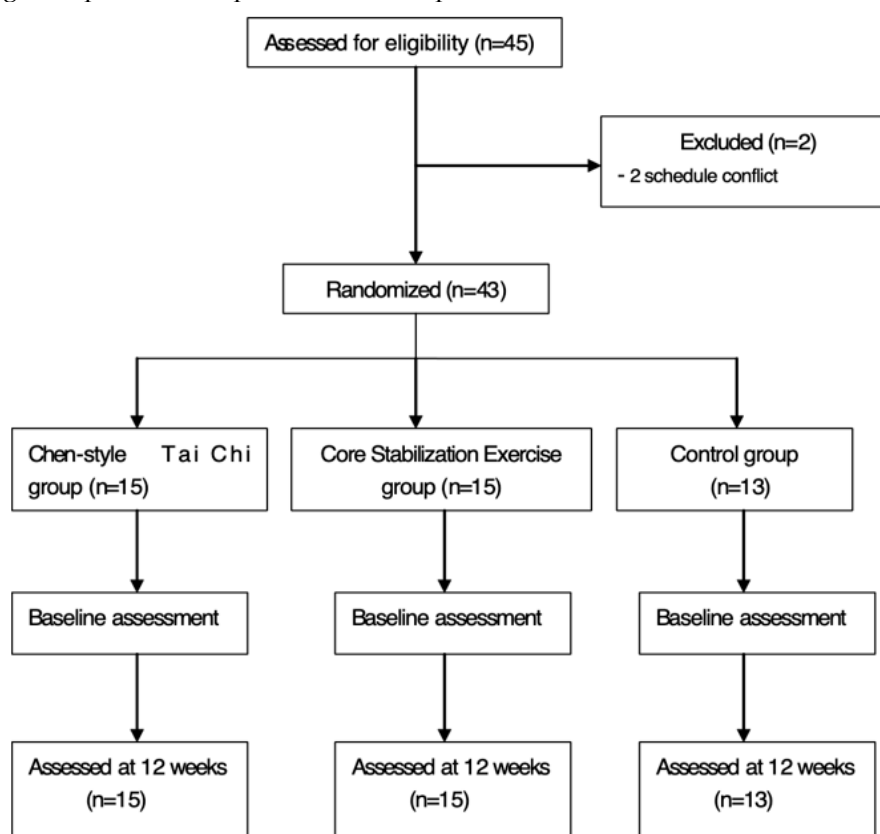 Assessed for eligibility (n=45)
Excluded (n=2)
- 2 schedule conflict
Randomized (n=43)
Chen-style Tai Chi
group (n=15)
Core Stabilization Exercise
group (n=15)
Control group
(n=13)
Baseline assessment
Baseline assessment
Baseline assessment
Assessed at 12 weeks
(n=15)
Assessed at 12 weeks
(n=15)
Assessed at 12 weeks
(n=13)